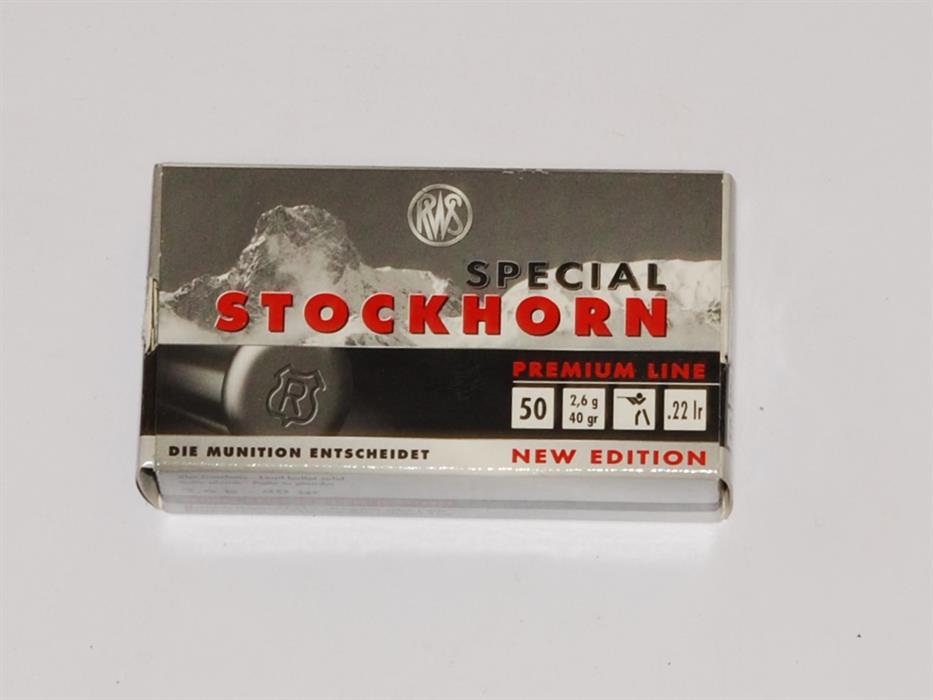 RWS
SPECIAL
STOCKHORN
R
PREMIUM LINE
50
2,6 g
40 gr
.22 lr
DIE MUNITION ENTSCHEIDET
NEW EDITION